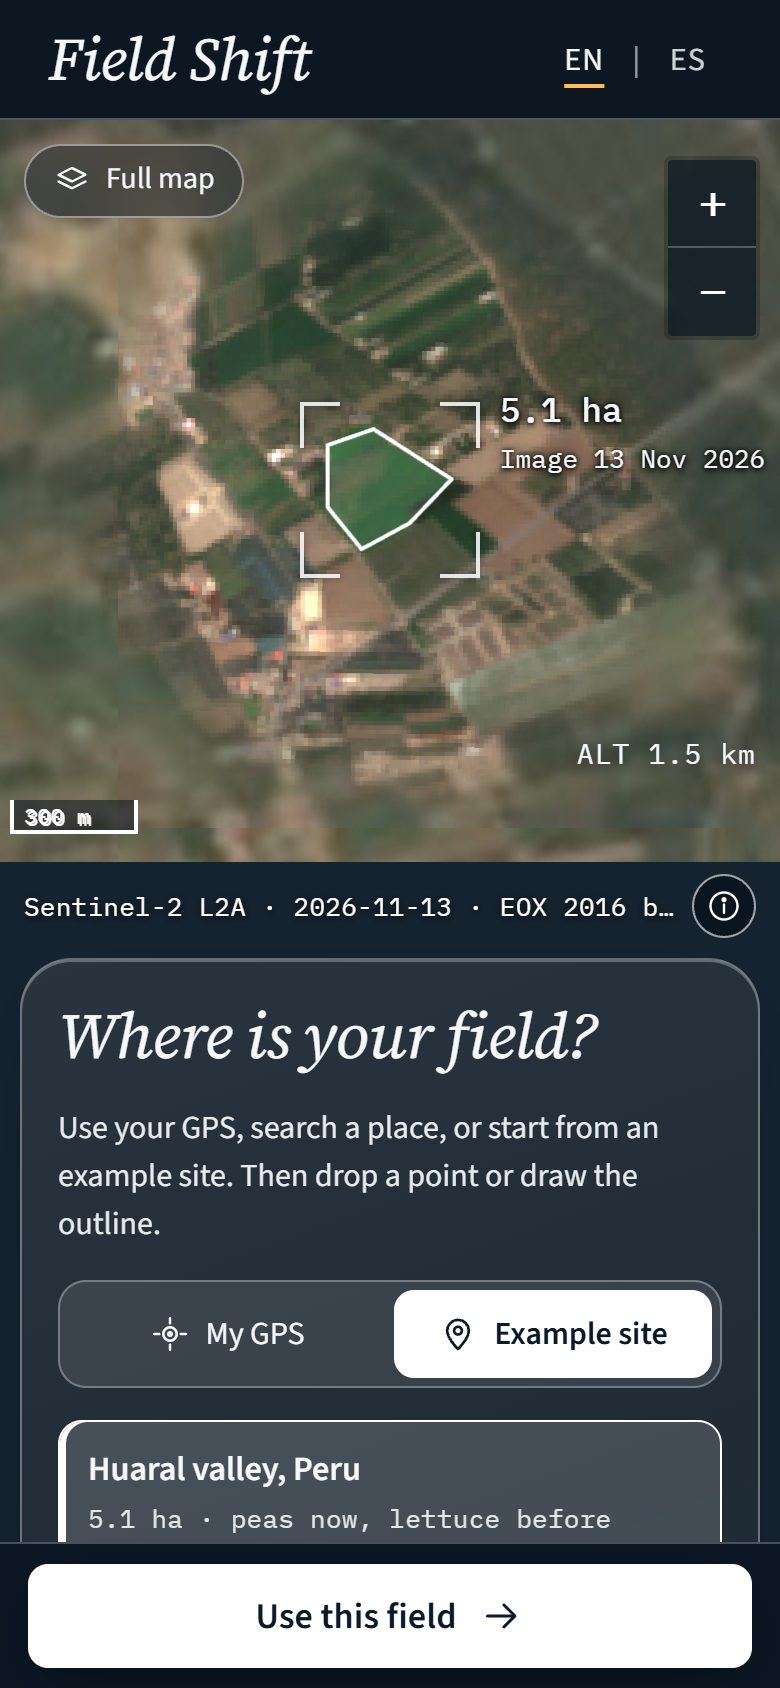 Field Shift
EN | ES
Full map
+
−
5.1 ha
Image 13 Nov 2026
ALT 1.5 km
300 m
Sentinel-2 L2A · 2026-11-13 · EOX 2016 b…
Where is your field?
Use your GPS, search a place, or start from an
example site. Then drop a point or draw the
outline.
My GPS
Example site
Huaral valley, Peru
5.1 ha · peas now, lettuce before
Use this field →